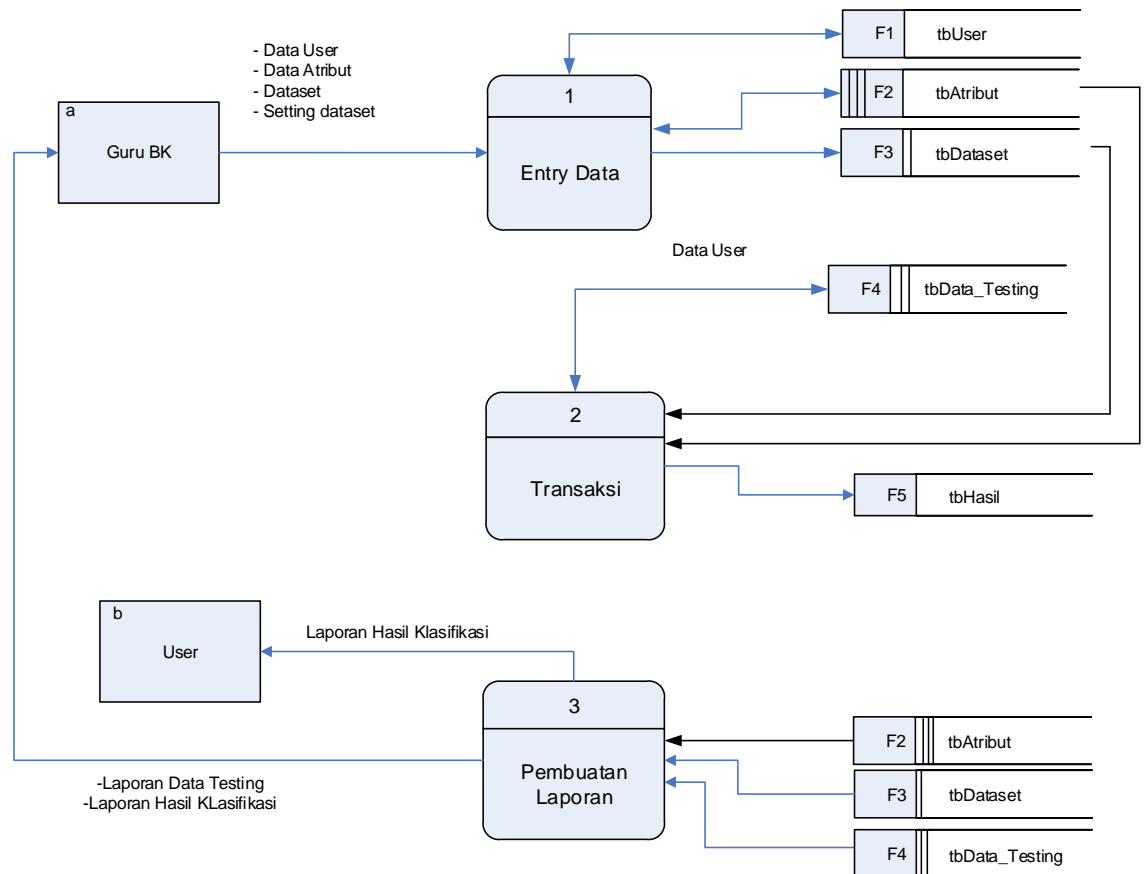 - Data User
- Data Atribut
- Dataset
- Setting dataset
a
Guru BK
1
Entry Data
F1 tbUser
F2 tbAtribut
F3 tbDataset
Data User
F4 tbData_Testing
2
Transaksi
F5 tbHasil
b
User
Laporan Hasil Klasifikasi
3
Pembuatan
Laporan
-Laporan Data Testing
-Laporan Hasil KLasifikasi
F2 tbAtribut
F3 tbDataset
F4 tbData_Testing